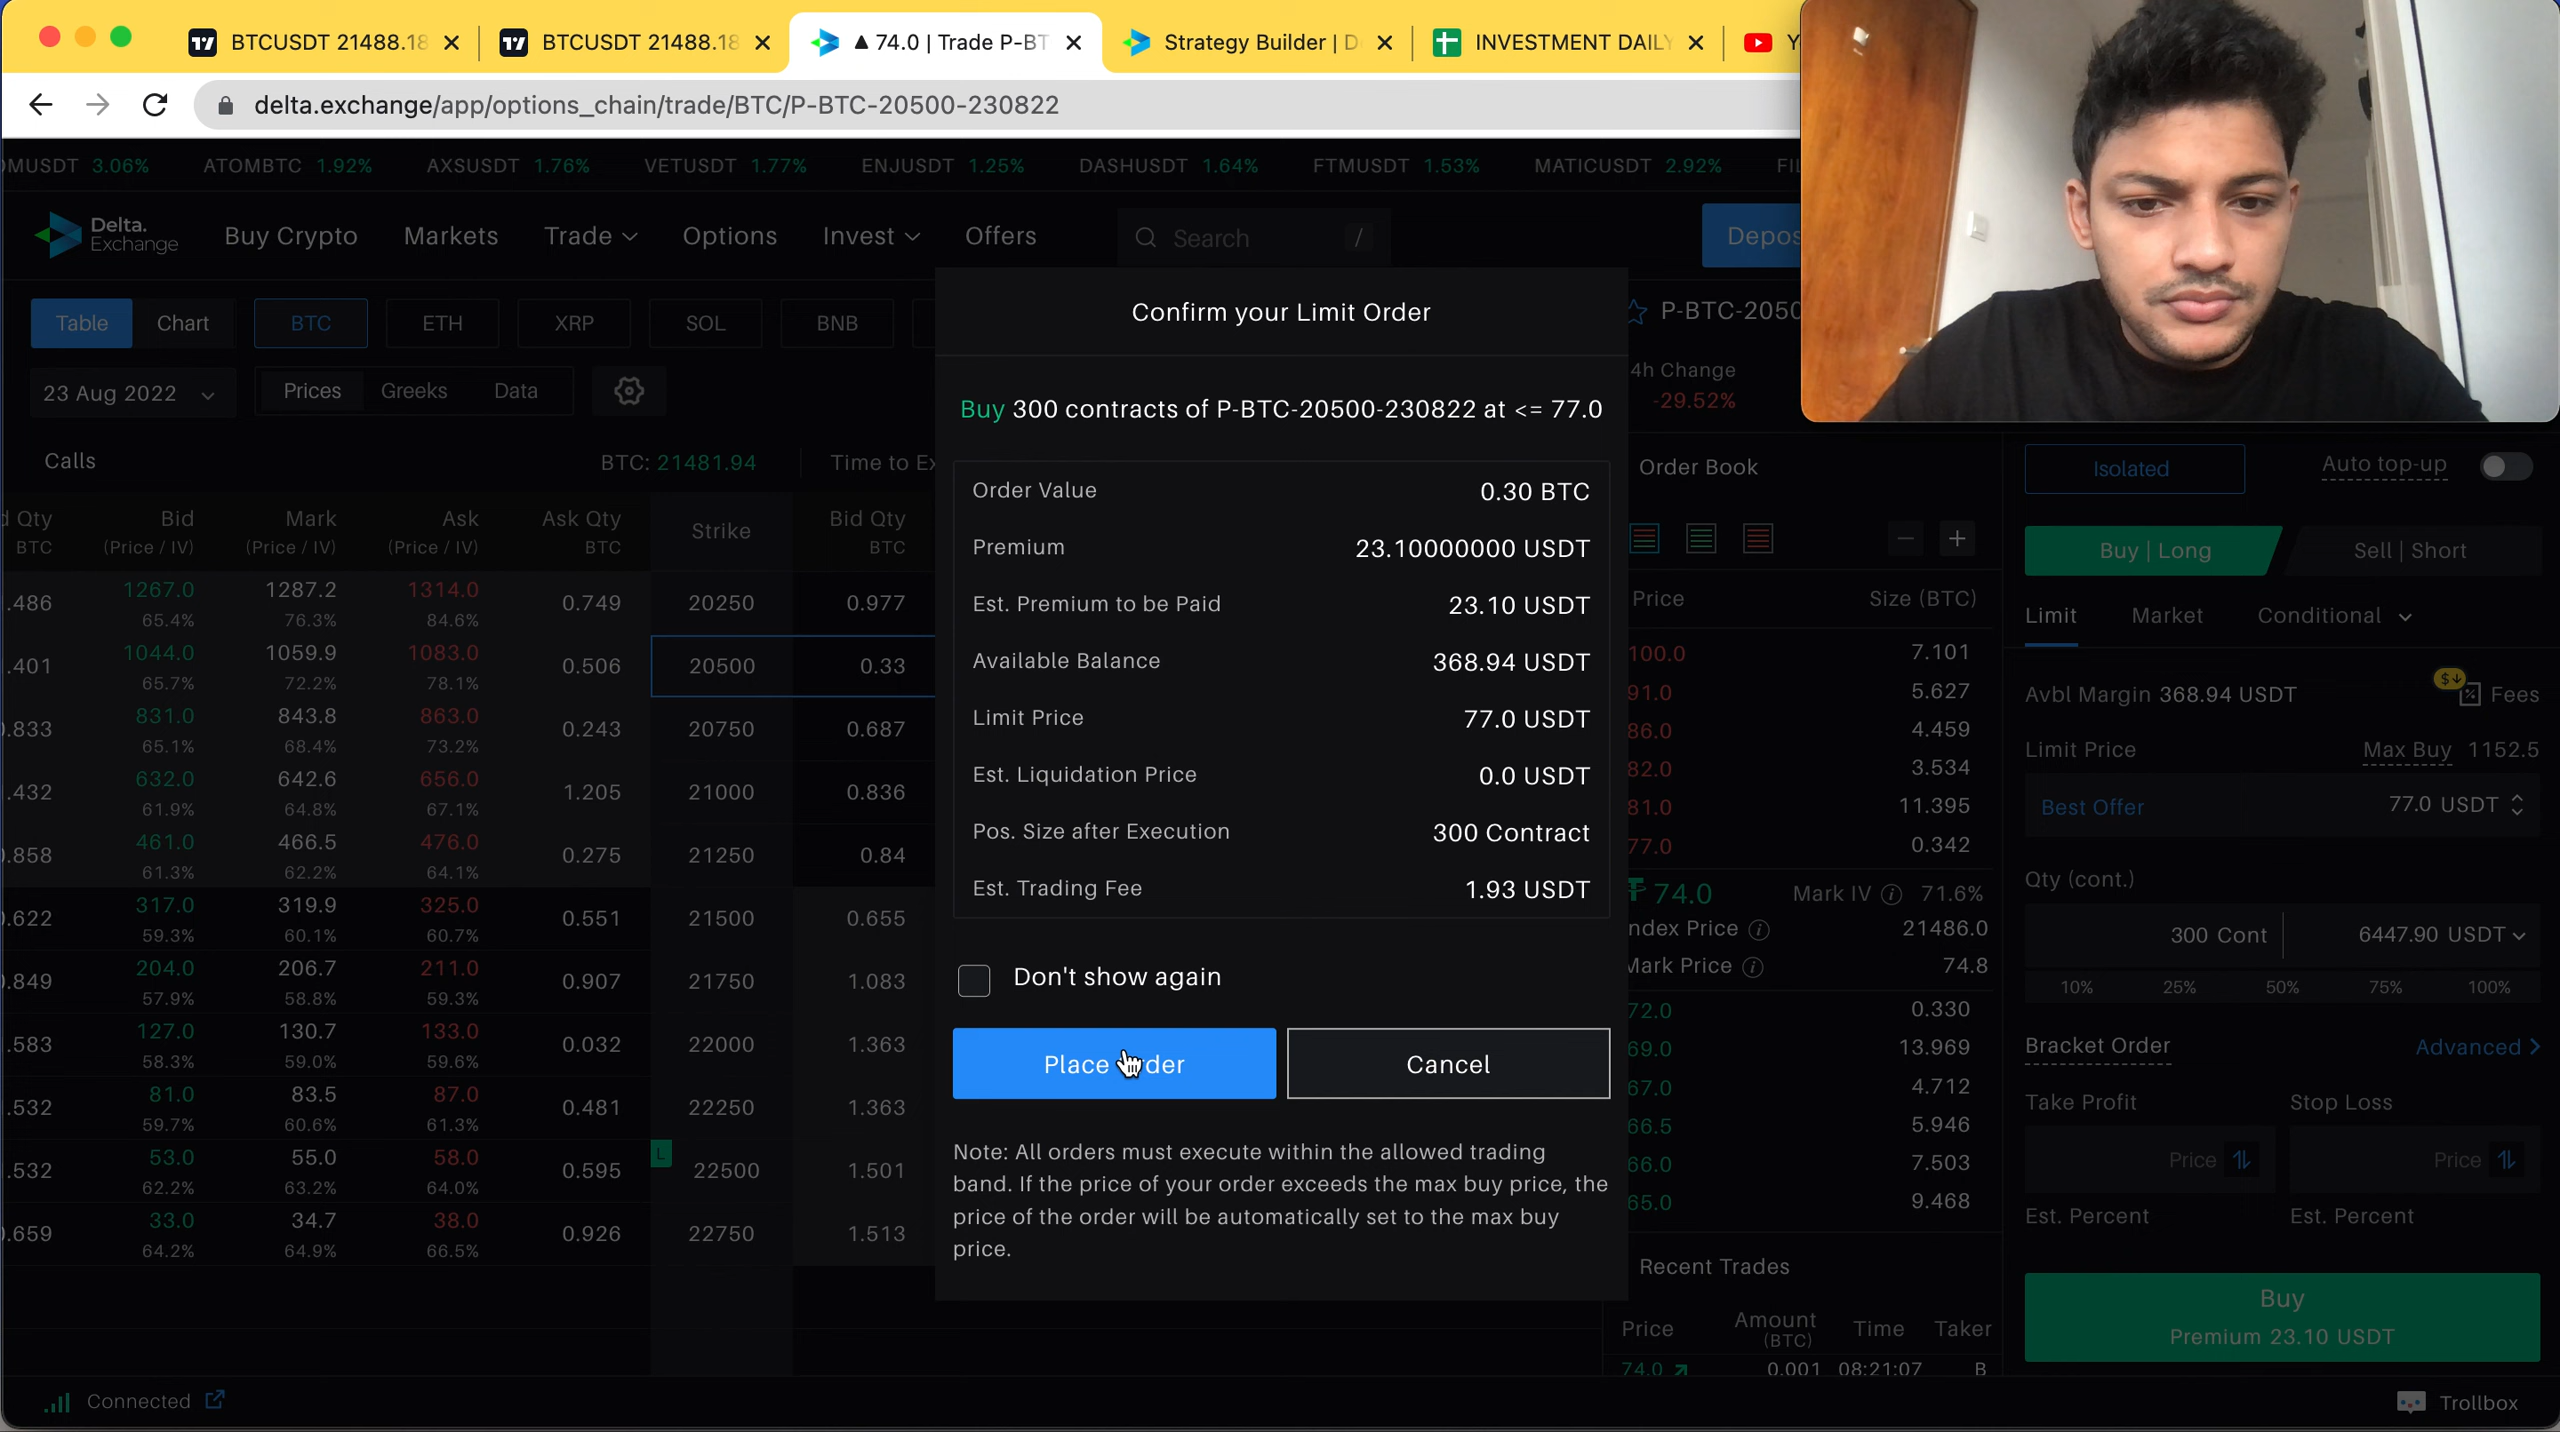 BTCUSDT 21488.18
BTCUSDT 21488.18
▲ 74.0 | Trade P-BT
Strategy Builder | D
INVESTMENT DAILY
delta.exchange/app/options_chain/trade/BTC/P-BTC-20500-230822
OMUSDT 3.06% ATOMBTC 1.92% AXSUSDT 1.76% VETUSDT 1.77% ENJUSDT 1.25% DASHUSDT 1.64% FTMUSDT 1.53% MATICUSDT 2.92% FIL
Delta.
Exchange
Buy Crypto Markets Trade Options Invest Offers Search / Depos
Table Chart BTC ETH XRP SOL BNB
23 Aug 2022 Prices Greeks Data
Calls BTC: 21481.94 Time to Ex
d Qty Bid Mark Ask Ask Qty Strike Bid Qty
BTC (Price / IV) (Price / IV) (Price / IV) BTC BTC
.486 1267.0 1287.2 1314.0 0.749 20250 0.977
65.4% 76.3% 84.6%
.401 1044.0 1059.9 1083.0 0.506 20500 0.33
65.7% 72.2% 78.1%
0.833 831.0 843.8 863.0 0.243 20750 0.687
65.1% 68.4% 73.2%
.432 632.0 642.6 656.0 1.205 21000 0.836
61.9% 64.8% 67.1%
0.858 461.0 466.5 476.0 0.275 21250 0.84
61.3% 62.2% 64.1%
0.622 317.0 319.9 325.0 0.551 21500 0.655
59.3% 60.1% 60.7%
0.849 204.0 206.7 211.0 0.907 21750 1.083
57.9% 58.8% 59.3%
.583 127.0 130.7 133.0 0.032 22000 1.363
58.3% 59.0% 59.6%
.532 81.0 83.5 87.0 0.481 22250 1.363
59.7% 60.6% 61.3%
.532 53.0 55.0 58.0 0.595 L 22500 1.501
62.2% 63.2% 64.0%
0.659 33.0 34.7 38.0 0.926 22750 1.513
64.2% 64.9% 66.5%
Connected
Confirm your Limit Order
Buy 300 contracts of P-BTC-20500-230822 at <= 77.0
Order Value 0.30 BTC
Premium 23.10000000 USDT
Est. Premium to be Paid 23.10 USDT
Available Balance 368.94 USDT
Limit Price 77.0 USDT
Est. Liquidation Price 0.0 USDT
Pos. Size after Execution 300 Contract
Est. Trading Fee 1.93 USDT
Don't show again
Place Order Cancel
Note: All orders must execute within the allowed trading
band. If the price of your order exceeds the max buy price, the
price of the order will be automatically set to the max buy
price.
P-BTC-2050
4h Change
-29.52%
Order Book
Price Size (BTC)
100.0 7.101
91.0 5.627
86.0 4.459
82.0 3.534
81.0 11.395
77.0 0.342
74.0 Mark IV 71.6%
ndex Price 21486.0
Mark Price 74.8
72.0 0.330
69.0 13.969
67.0 4.712
66.5 5.946
66.0 7.503
65.0 9.468
Recent Trades
Price Amount Time Taker
(BTC)
74.0 0.001 08:21:07 B
Isolated Auto top-up
Buy | Long Sell | Short
Limit Market Conditional
Avbl Margin 368.94 USDT Fees
Limit Price Max Buy 1152.5
Best Offer 77.0 USDT
Qty (cont.)
300 Cont 6447.90 USDT
10% 25% 50% 75% 100%
Bracket Order Advanced
Take Profit Stop Loss
Price Price
Est. Percent Est. Percent
Buy
Premium 23.10 USDT
Trollbox